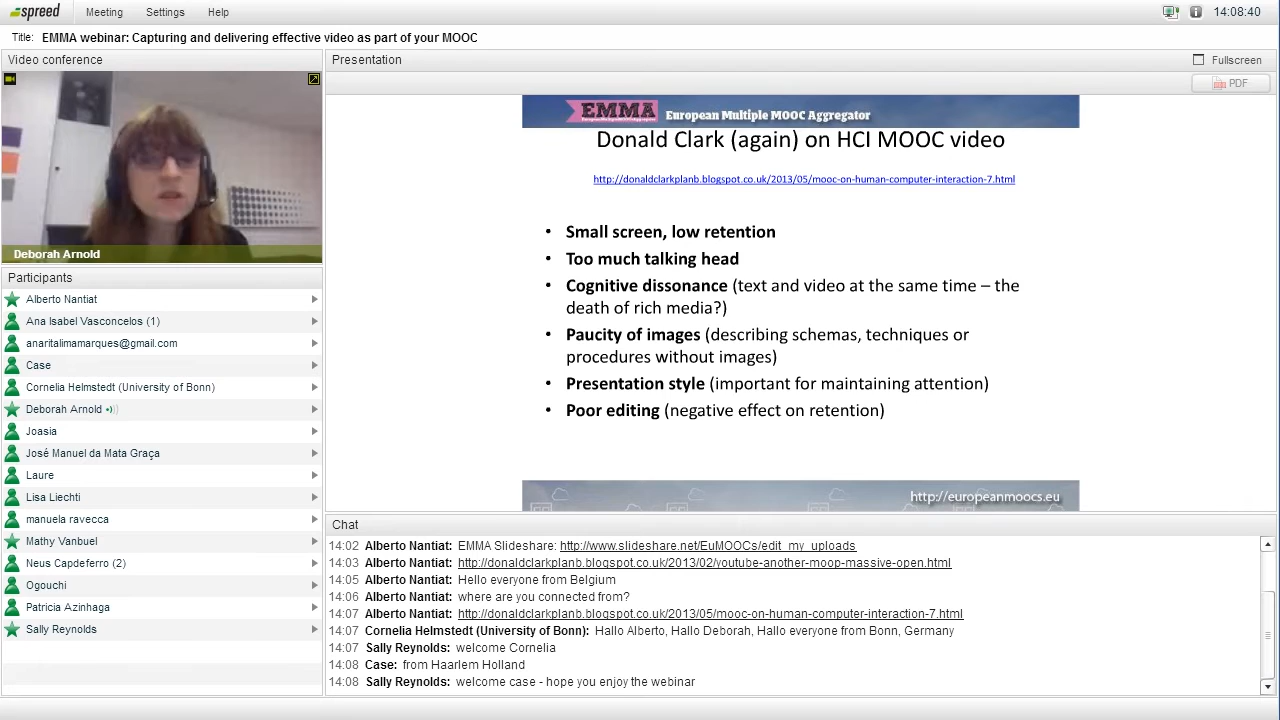 spreed Meeting Settings Help 14:08:40
Title: EMMA webinar: Capturing and delivering effective video as part of your MOOC
Video conference
Deborah Arnold
Participants
Alberto Nantiat
Ana Isabel Vasconcelos (1)
anaritalimamarques@gmail.com
Case
Cornelia Helmstedt (University of Bonn)
Deborah Arnold
Joasia
José Manuel da Mata Graça
Laure
Lisa Liechti
manuela ravecca
Mathy Vanbuel
Neus Capdeferro (2)
Ogouchi
Patricia Azinhaga
Sally Reynolds
Presentation
Fullscreen
PDF
EMMA European Multiple MOOC Aggregator
Donald Clark (again) on HCI MOOC video
http://donaldclarkplanb.blogspot.co.uk/2013/05/mooc-on-human-computer-interaction-7.html
• Small screen, low retention
• Too much talking head
• Cognitive dissonance (text and video at the same time – the
death of rich media?)
• Paucity of images (describing schemas, techniques or
procedures without images)
• Presentation style (important for maintaining attention)
• Poor editing (negative effect on retention)
http://europeanmoocs.eu
Chat
14:02 Alberto Nantiat: EMMA Slideshare: http://www.slideshare.net/EuMOOCs/edit_my_uploads
14:03 Alberto Nantiat: http://donaldclarkplanb.blogspot.co.uk/2013/02/youtube-another-moop-massive-open.html
14:05 Alberto Nantiat: Hello everyone from Belgium
14:06 Alberto Nantiat: where are you connected from?
14:07 Alberto Nantiat: http://donaldclarkplanb.blogspot.co.uk/2013/05/mooc-on-human-computer-interaction-7.html
14:07 Cornelia Helmstedt (University of Bonn): Hallo Alberto, Hallo Deborah, Hallo everyone from Bonn, Germany
14:07 Sally Reynolds: welcome Cornelia
14:08 Case: from Haarlem Holland
14:08 Sally Reynolds: welcome case - hope you enjoy the webinar